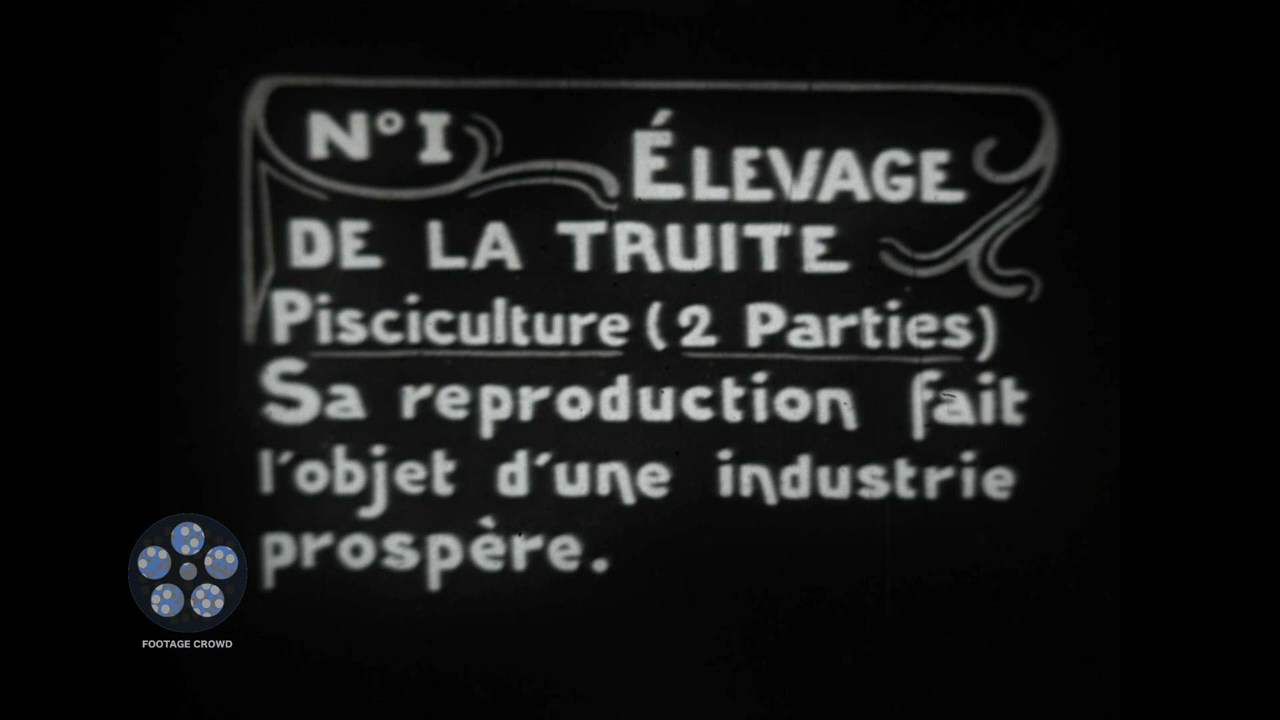 N°I ÉLEVAGE
DE LA TRUITE
Pisciculture (2 Parties)
Sa reproduction fait
l'objet d'une industrie
prospère.
FOOTAGE CROWD